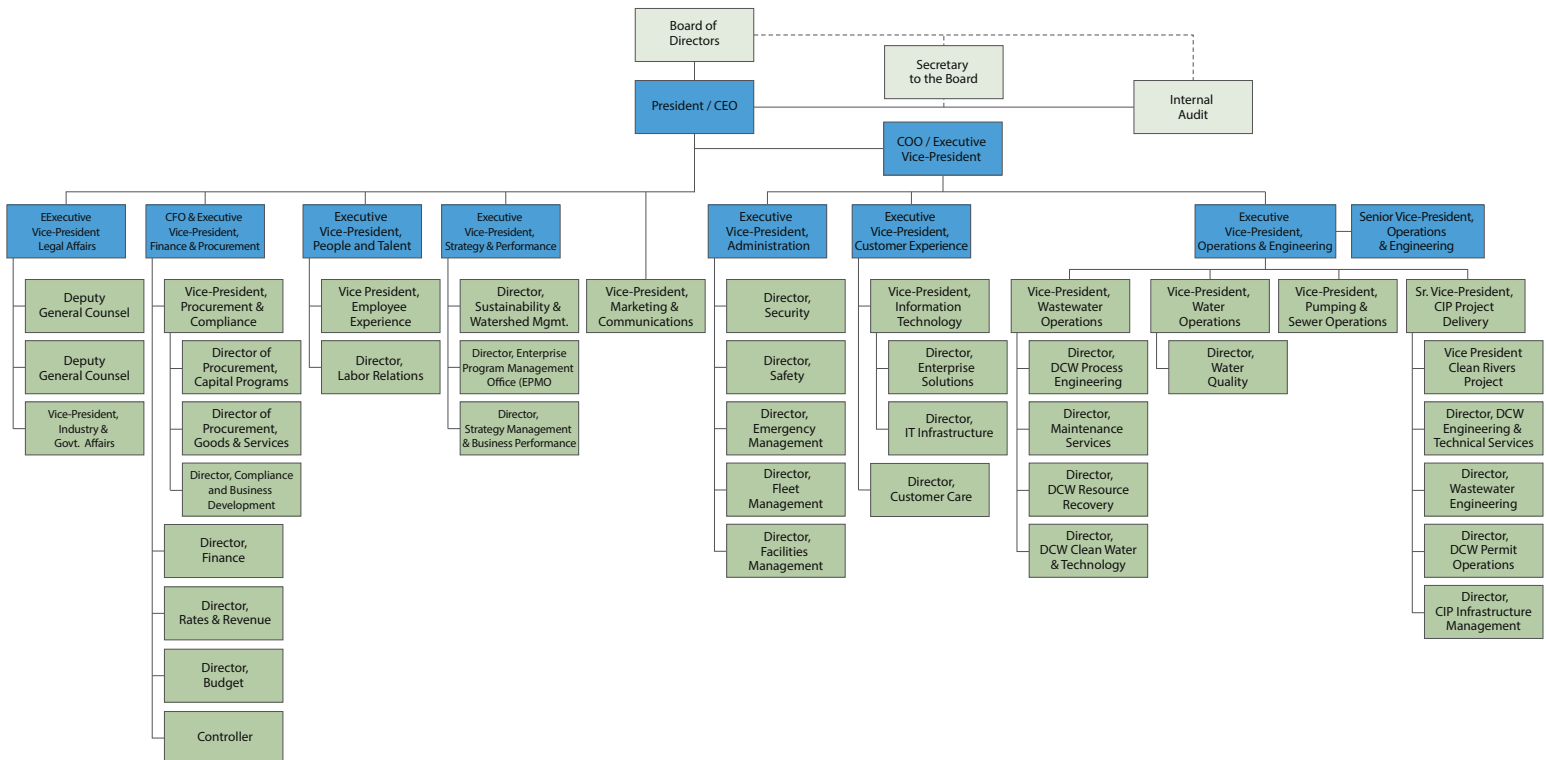 Board of
Directors
Secretary
to the Board
President / CEO
Internal
Audit
COO / Executive
Vice-President
EExecutive
Vice-President
Legal Affairs
CFO & Executive
Vice-President,
Finance & Procurement
Executive
Vice-President,
People and Talent
Executive
Vice-President,
Strategy & Performance
Executive
Vice-President,
Administration
Executive
Vice-President,
Customer Experience
Executive
Vice-President,
Operations & Engineering
Senior Vice-President,
Operations
& Engineering
Deputy
General Counsel
Deputy
General Counsel
Vice-President,
Industry &
Govt. Affairs
Vice-President,
Procurement &
Compliance
Director of
Procurement,
Capital Programs
Director of
Procurement,
Goods & Services
Director, Compliance
and Business
Development
Director,
Finance
Director,
Rates & Revenue
Director,
Budget
Controller
Vice President,
Employee
Experience
Director,
Labor Relations
Director,
Sustainability &
Watershed Mgmt.
Director, Enterprise
Program Management
Office (EPMO
Director,
Strategy Management
& Business Performance
Vice-President,
Marketing &
Communications
Director,
Security
Director,
Safety
Director,
Emergency
Management
Director,
Fleet
Management
Director,
Facilities
Management
Vice-President,
Information
Technology
Director,
Enterprise
Solutions
Director,
IT Infrastructure
Director,
Customer Care
Vice-President,
Wastewater
Operations
Director,
DCW Process
Engineering
Director,
Maintenance
Services
Director,
DCW Resource
Recovery
Director,
DCW Clean Water
& Technology
Vice-President,
Water
Operations
Director,
Water
Quality
Vice-President,
Pumping &
Sewer Operations
Sr. Vice-President,
CIP Project
Delivery
Vice President
Clean Rivers
Project
Director, DCW
Engineering &
Technical Services
Director,
Wastewater
Engineering
Director,
DCW Permit
Operations
Director,
CIP Infrastructure
Management